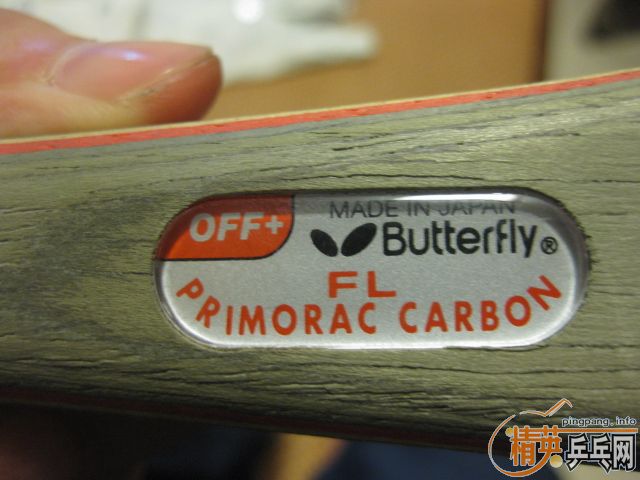 OFF+
MADE IN JAPAN
Butterfly®
FL
PRIMORAC CARBON
pingpang.info
精英乒乓网